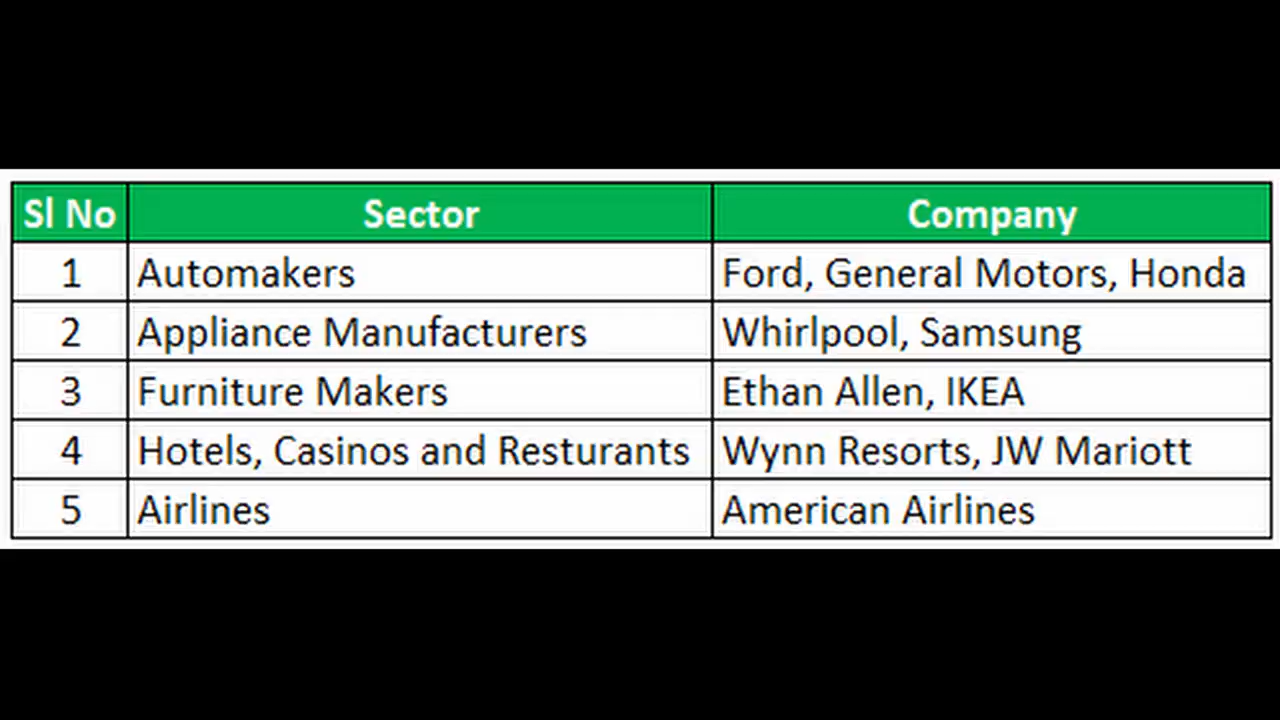 Sl No Sector Company
1 Automakers Ford, General Motors, Honda
2 Appliance Manufacturers Whirlpool, Samsung
3 Furniture Makers Ethan Allen, IKEA
4 Hotels, Casinos and Resturants Wynn Resorts, JW Mariott
5 Airlines American Airlines